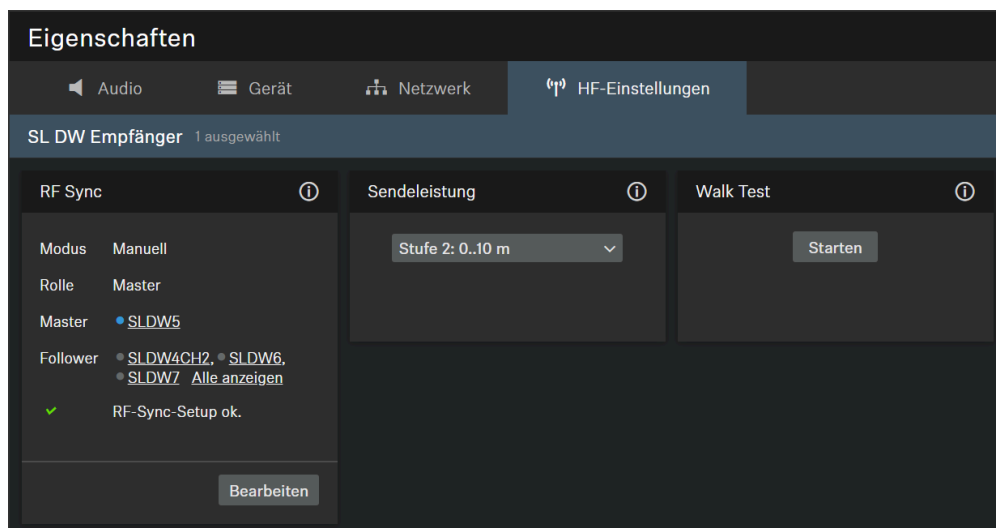 Eigenschaften
Audio
Gerät
Netzwerk
HF-Einstellungen
SL DW Empfänger 1 ausgewählt
RF Sync
Modus Manuell
Rolle Master
Master SLDW5
Follower SLDW4CH2, SLDW6,
SLDW7 Alle anzeigen
RF-Sync-Setup ok.
Bearbeiten
Sendeleistung
Stufe 2: 0..10 m
Walk Test
Starten